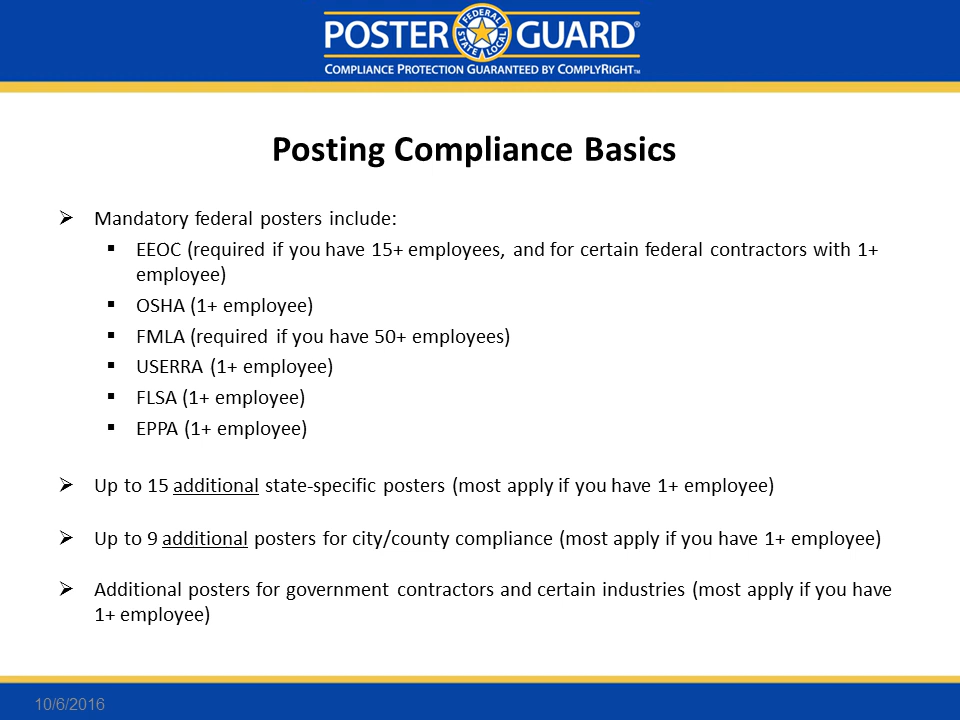 POSTER FEDERAL STATE LOCAL GUARD®
COMPLIANCE PROTECTION GUARANTEED BY COMPLYRIGHT™
Posting Compliance Basics
➢ Mandatory federal posters include:
▪ EEOC (required if you have 15+ employees, and for certain federal contractors with 1+
employee)
▪ OSHA (1+ employee)
▪ FMLA (required if you have 50+ employees)
▪ USERRA (1+ employee)
▪ FLSA (1+ employee)
▪ EPPA (1+ employee)
➢ Up to 15 additional state-specific posters (most apply if you have 1+ employee)
➢ Up to 9 additional posters for city/county compliance (most apply if you have 1+ employee)
➢ Additional posters for government contractors and certain industries (most apply if you have
1+ employee)
10/6/2016